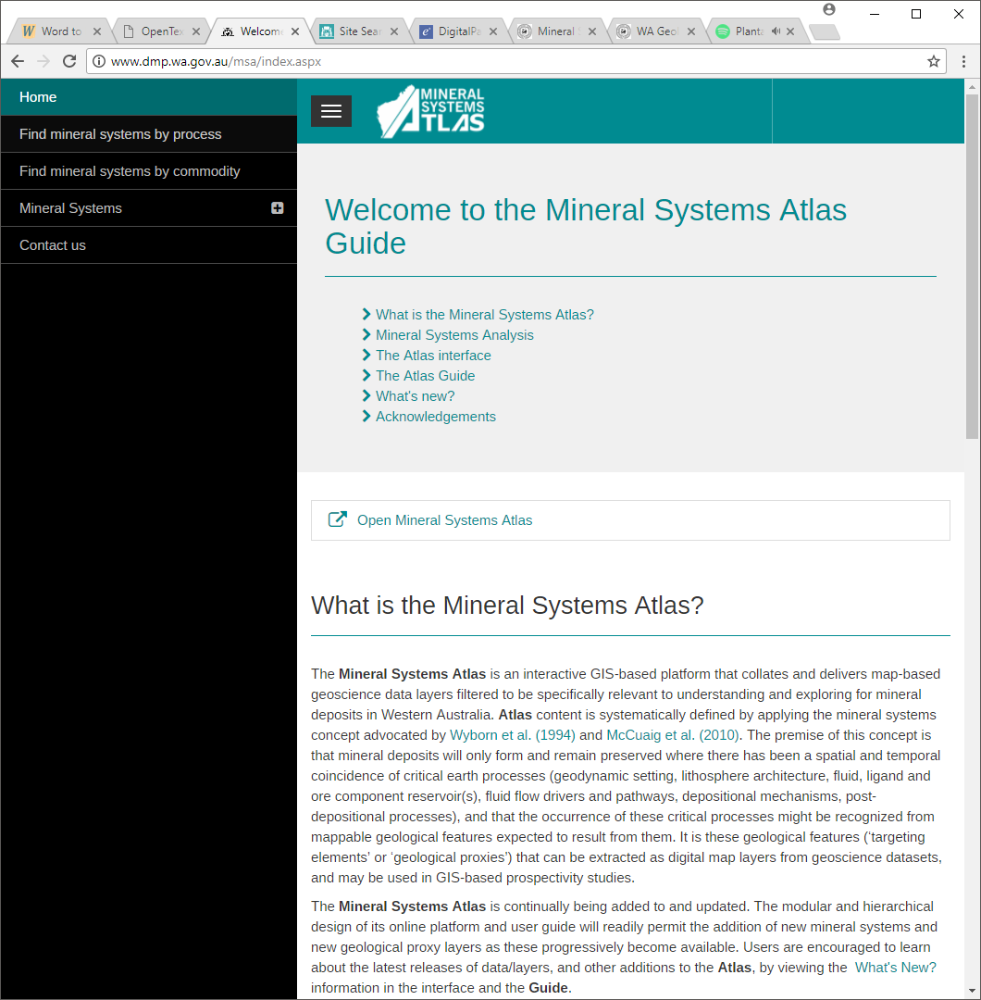 Word to
OpenTex
Welcome
Site Sear
DigitalPa
Mineral
WA Geol
Planta
www.dmp.wa.gov.au/msa/index.aspx
Home
Find mineral systems by process
Find mineral systems by commodity
Mineral Systems
Contact us
MINERAL
SYSTEMS
ATLAS
Welcome to the Mineral Systems Atlas
Guide
What is the Mineral Systems Atlas?
Mineral Systems Analysis
The Atlas interface
The Atlas Guide
What's new?
Acknowledgements
Open Mineral Systems Atlas
What is the Mineral Systems Atlas?
The Mineral Systems Atlas is an interactive GIS-based platform that collates and delivers map-based
geoscience data layers filtered to be specifically relevant to understanding and exploring for mineral
deposits in Western Australia. Atlas content is systematically defined by applying the mineral systems
concept advocated by Wyborn et al. (1994) and McCuaig et al. (2010). The premise of this concept is
that mineral deposits will only form and remain preserved where there has been a spatial and temporal
coincidence of critical earth processes (geodynamic setting, lithosphere architecture, fluid, ligand and
ore component reservoir(s), fluid flow drivers and pathways, depositional mechanisms, post-
depositional processes), and that the occurrence of these critical processes might be recognized from
mappable geological features expected to result from them. It is these geological features (‘targeting
elements’ or ‘geological proxies’) that can be extracted as digital map layers from geoscience datasets,
and may be used in GIS-based prospectivity studies.
The Mineral Systems Atlas is continually being added to and updated. The modular and hierarchical
design of its online platform and user guide will readily permit the addition of new mineral systems and
new geological proxy layers as these progressively become available. Users are encouraged to learn
about the latest releases of data/layers, and other additions to the Atlas, by viewing the What's New?
information in the interface and the Guide.